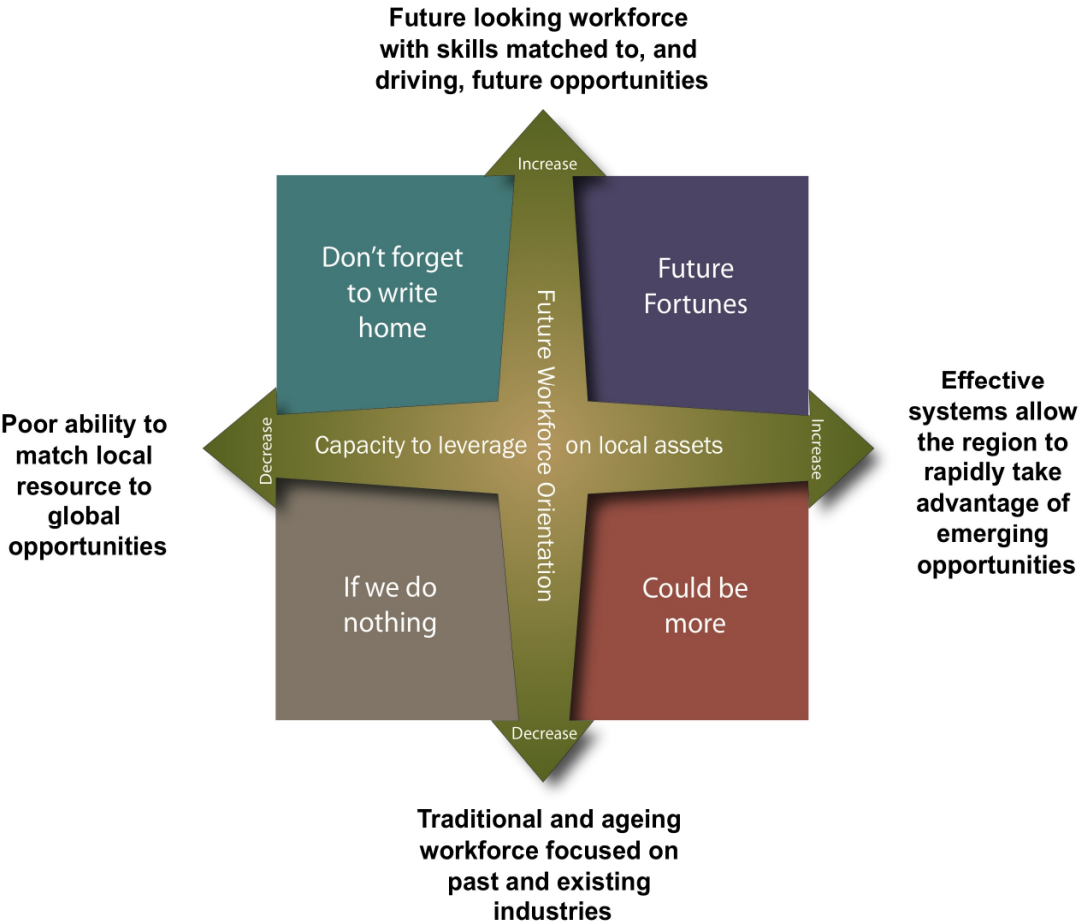 Future looking workforce
with skills matched to, and
driving, future opportunities
Increase
Don’t forget
to write
home
Future
Fortunes
Future Workforce Orientation
Poor ability to
match local
resource to
global
opportunities
Decrease
Capacity to leverage on local assets
Increase
Effective
systems allow
the region to
rapidly take
advantage of
emerging
opportunities
If we do
nothing
Could be
more
Decrease
Traditional and ageing
workforce focused on
past and existing
industries